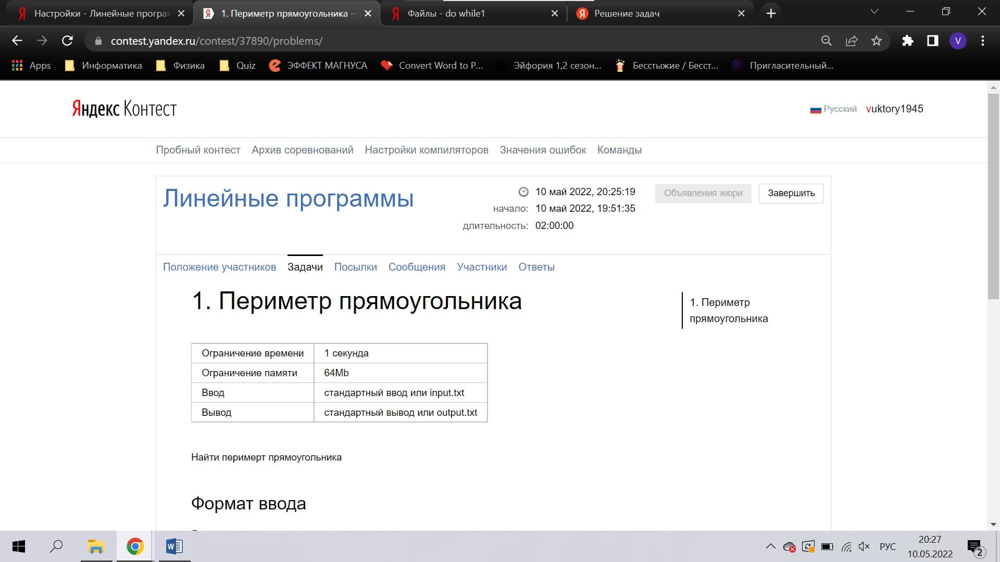 Настройки - Линейные програм
1. Периметр прямоугольника —
Файлы - do while1
Решение задач
contest.yandex.ru/contest/37890/problems/
V
Apps
Информатика
Физика
Quiz
ЭФФЕКТ МАГНУСА
Convert Word to P...
Эйфория 1,2 сезон...
Бесстыжие / Бесст...
Пригласительный...
Яндекс Контест
Русский
vuktory1945
Пробный контест
Архив соревнований
Настройки компиляторов
Значения ошибок
Команды
Линейные программы
10 май 2022, 20:25:19
начало: 10 май 2022, 19:51:35
длительность: 02:00:00
Объявления жюри
Завершить
Положение участников
Задачи
Посылки
Сообщения
Участники
Ответы
1. Периметр прямоугольника
1. Периметр
прямоугольника
Ограничение времени 1 секунда
Ограничение памяти 64Mb
Ввод стандартный ввод или input.txt
Вывод стандартный вывод или output.txt
Найти перимерт прямоугольника
Формат ввода
РУС
20:27
10.05.2022
2